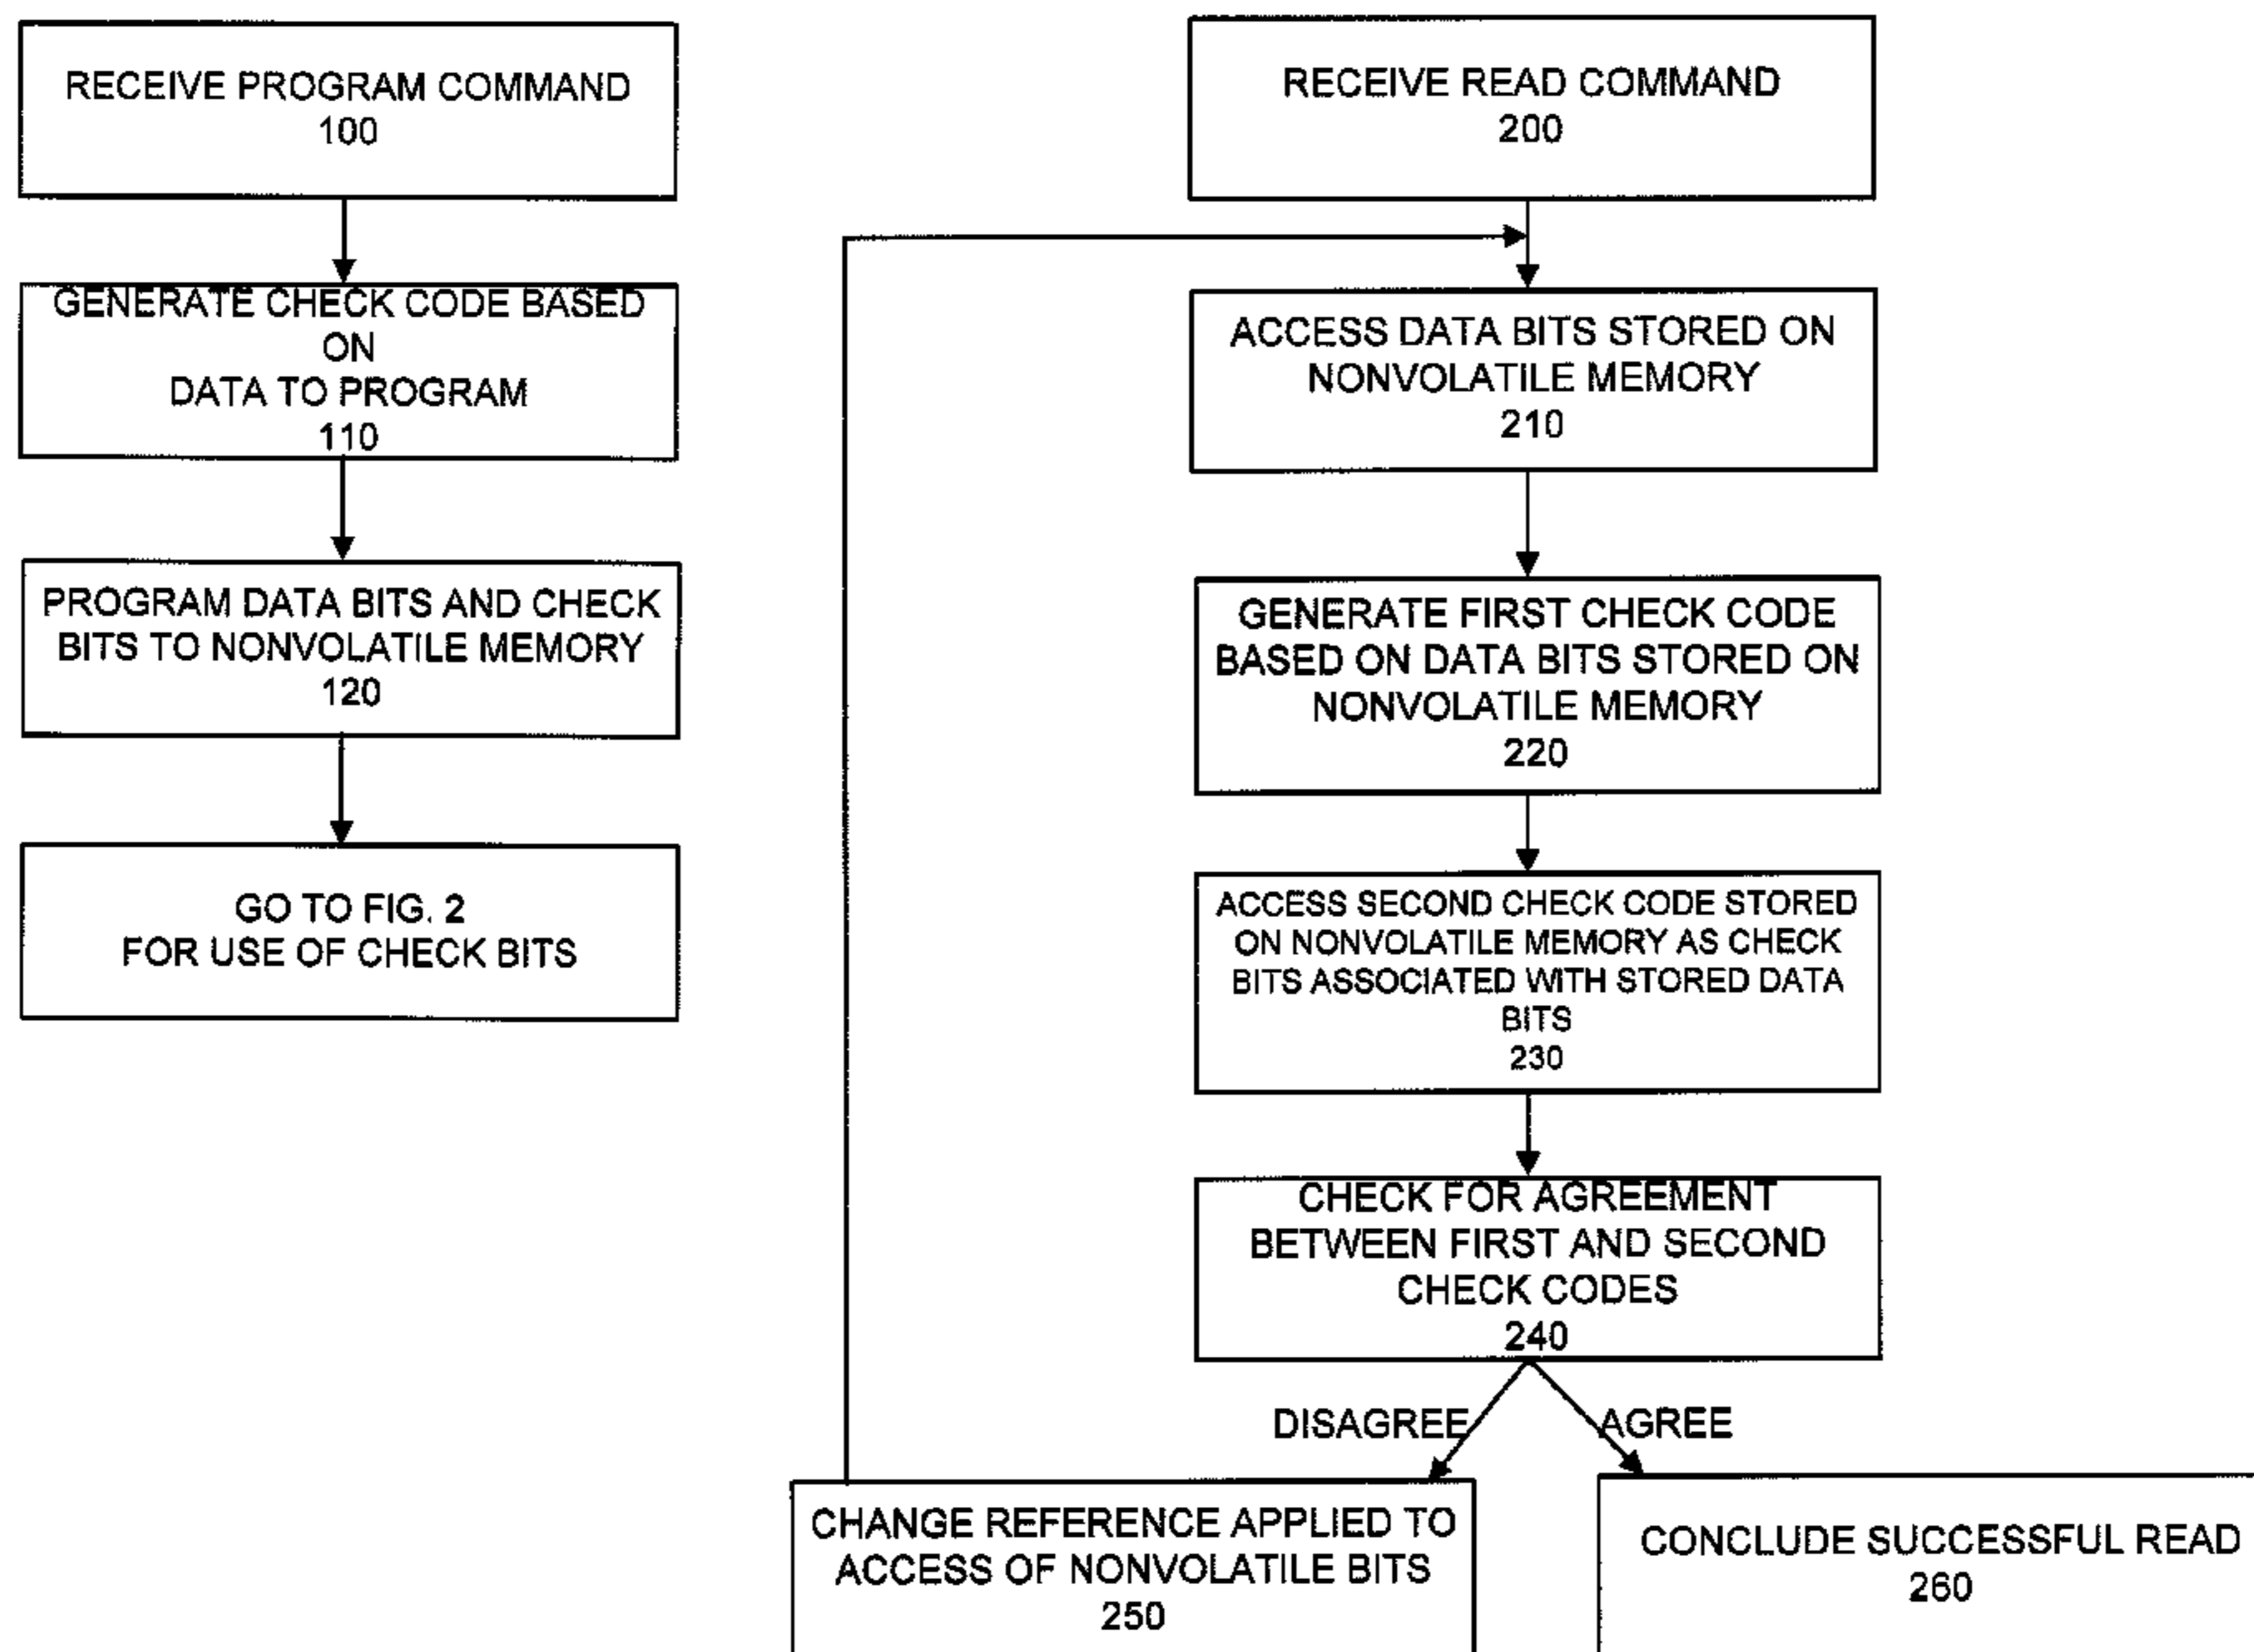 RECEIVE PROGRAM COMMAND
100
GENERATE CHECK CODE BASED
ON
DATA TO PROGRAM
110
PROGRAM DATA BITS AND CHECK
BITS TO NONVOLATILE MEMORY
120
GO TO FIG. 2
FOR USE OF CHECK BITS
RECEIVE READ COMMAND
200
ACCESS DATA BITS STORED ON
NONVOLATILE MEMORY
210
GENERATE FIRST CHECK CODE
BASED ON DATA BITS STORED ON
NONVOLATILE MEMORY
220
ACCESS SECOND CHECK CODE STORED
ON NONVOLATILE MEMORY AS CHECK
BITS ASSOCIATED WITH STORED DATA
BITS
230
CHECK FOR AGREEMENT
BETWEEN FIRST AND SECOND
CHECK CODES
240
DISAGREE
AGREE
CHANGE REFERENCE APPLIED TO
ACCESS OF NONVOLATILE BITS
250
CONCLUDE SUCCESSFUL READ
260